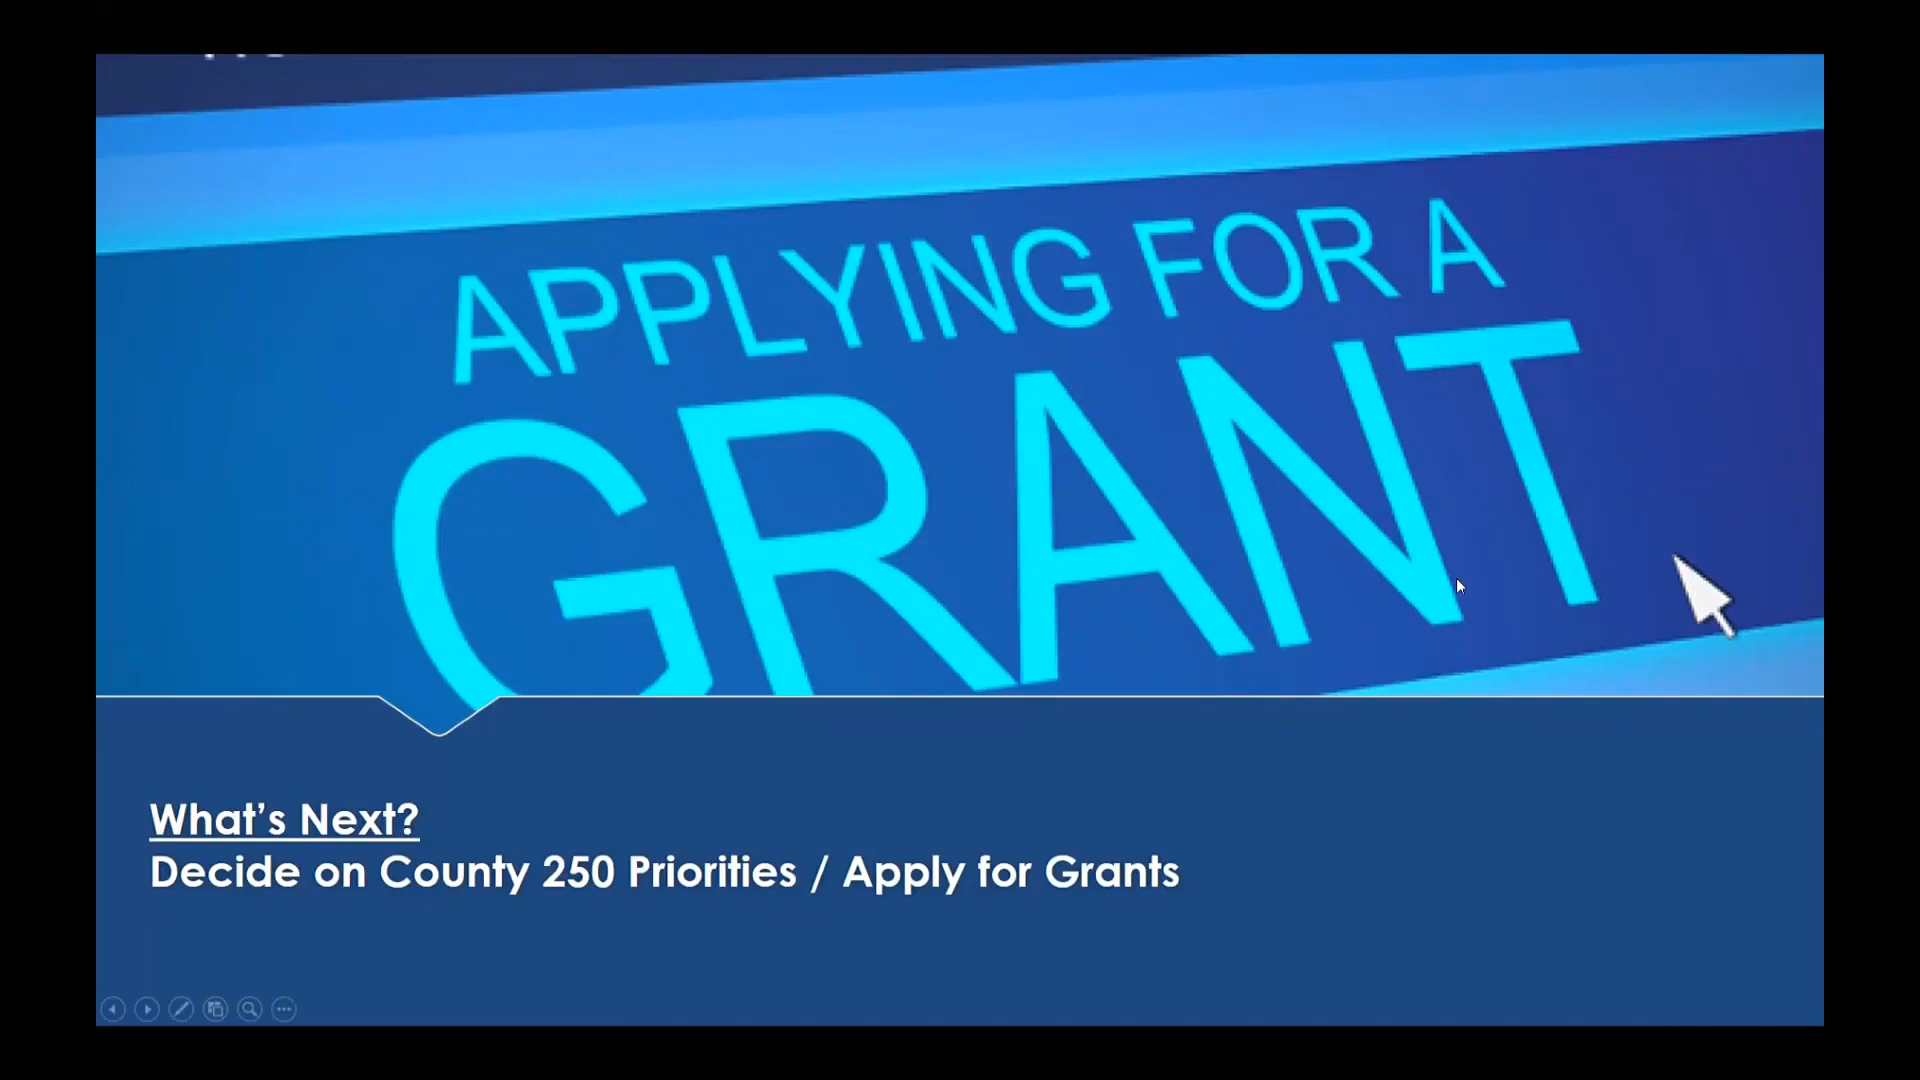 APPLYING FOR A
GRANT
What’s Next?
Decide on County 250 Priorities / Apply for Grants